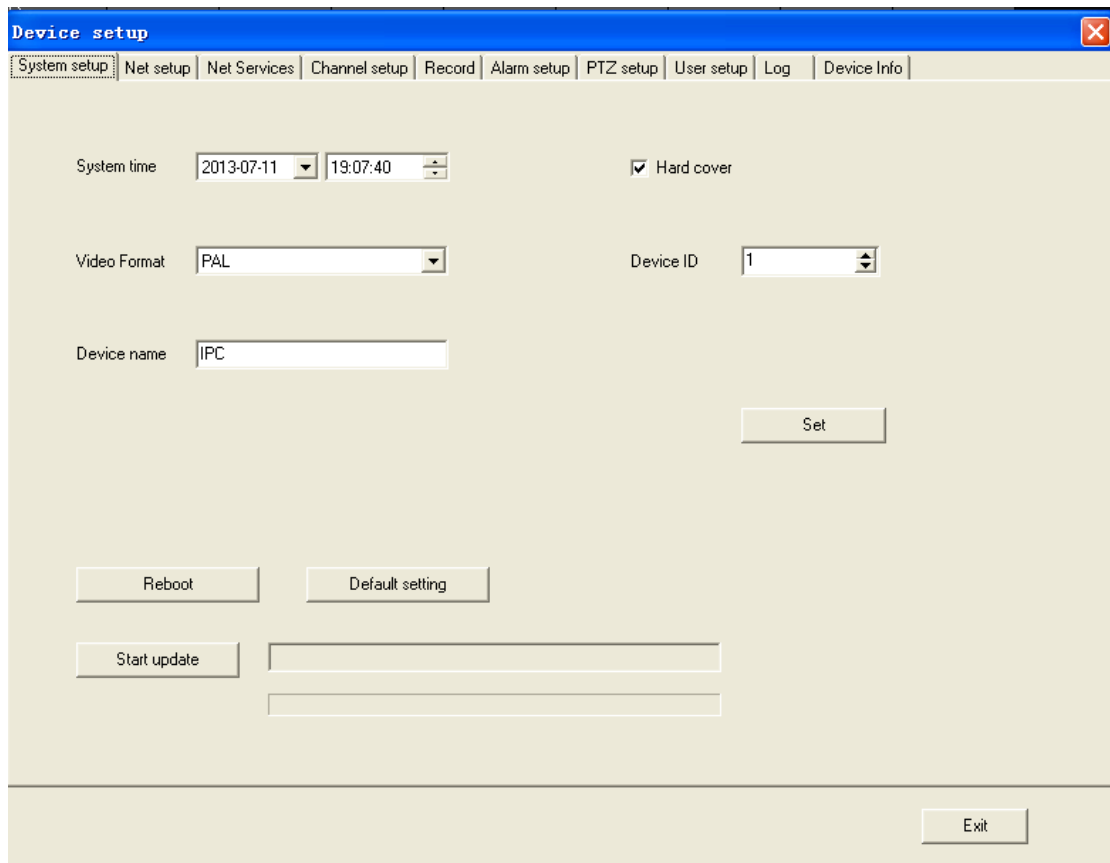 Device setup
System setup Net setup Net Services Channel setup Record Alarm setup PTZ setup User setup Log Device Info
System time 2013-07-11 19:07:40 Hard cover
Video Format PAL Device ID 1
Device name IPC
Set
Reboot Default setting
Start update
Exit